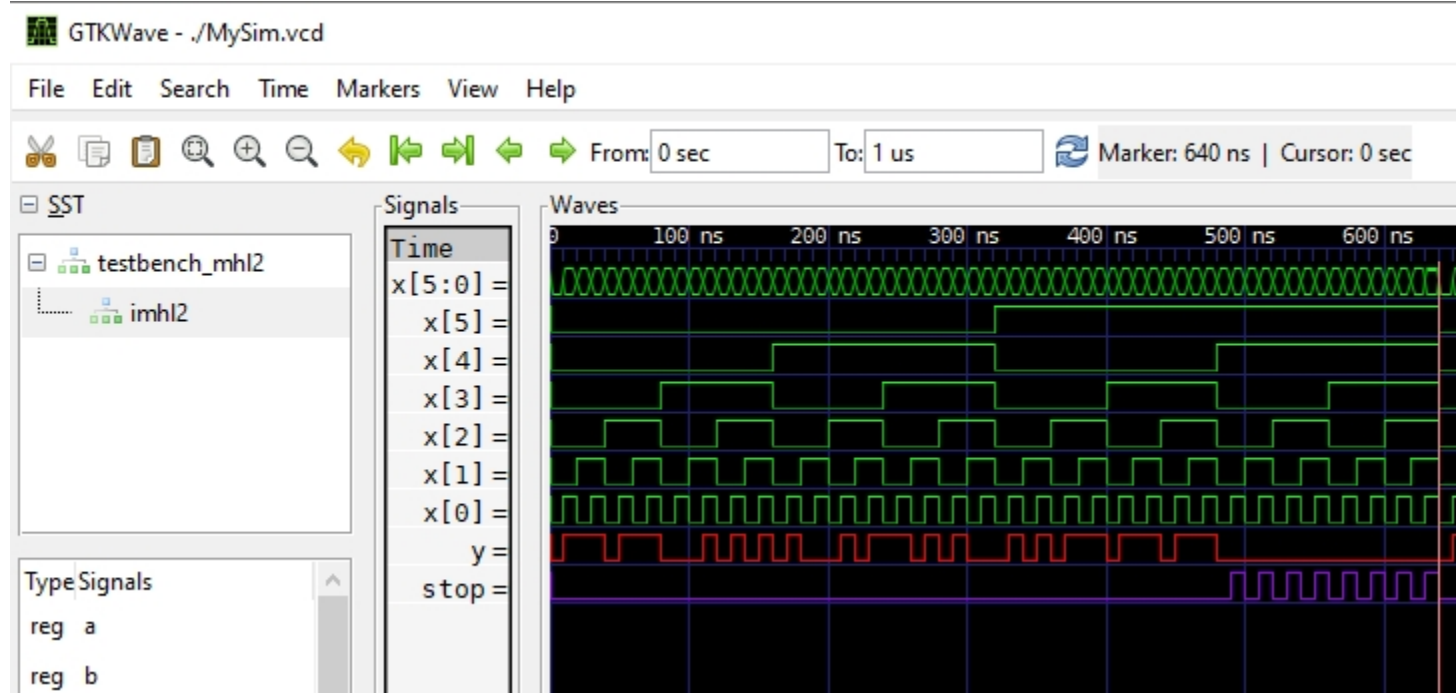 GTKWave - ./MySim.vcd
File Edit Search Time Markers View Help
From: 0 sec To: 1 us Marker: 640 ns | Cursor: 0 sec
SST
testbench_mhl2
imhl2
Type Signals
reg a
reg b
Signals
Time
x[5:0] =
x[5] =
x[4] =
x[3] =
x[2] =
x[1] =
x[0] =
y =
stop =
Waves
0 100 ns 200 ns 300 ns 400 ns 500 ns 600 ns